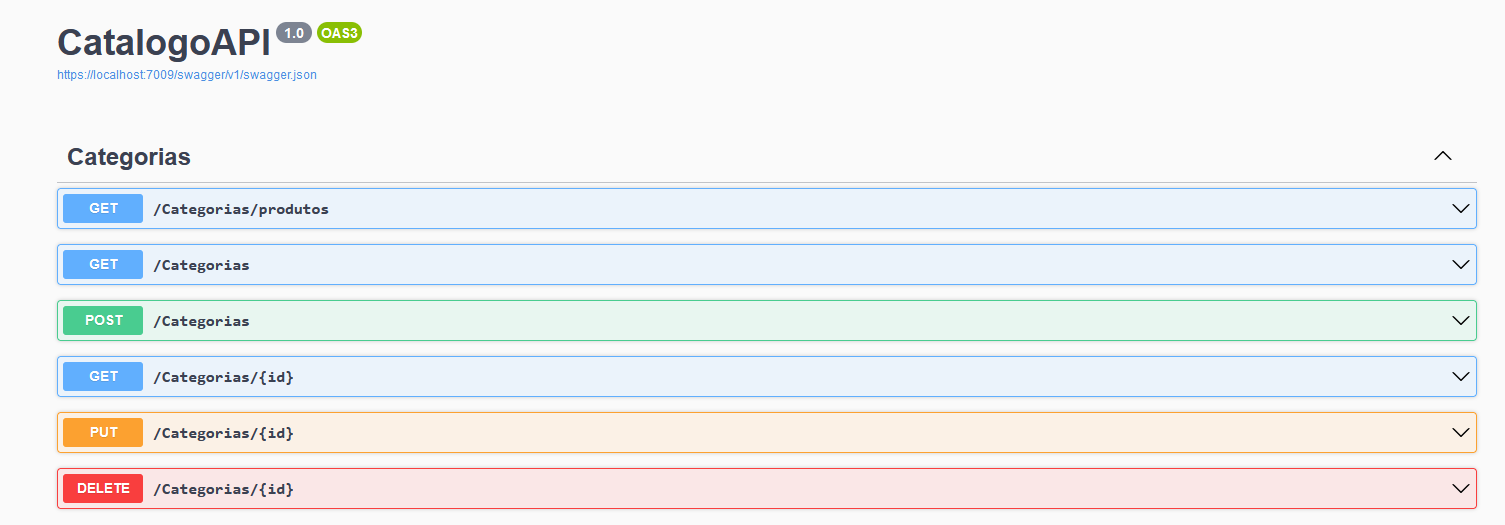 CatalogoAPI 1.0 OAS3
https://localhost:7009/swagger/v1/swagger.json
Categorias
GET /Categorias/produtos
GET /Categorias
POST /Categorias
GET /Categorias/{id}
PUT /Categorias/{id}
DELETE /Categorias/{id}